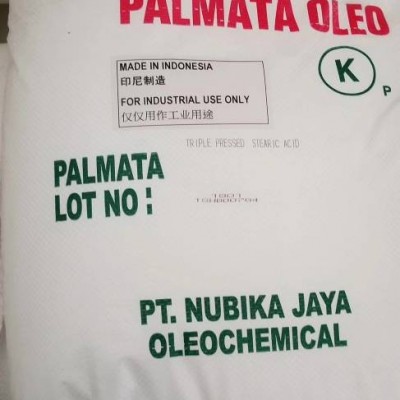 PALMATA OLEO
MADE IN INDONESIA
印尼制造
FOR INDUSTRIAL USE ONLY
仅仅用作工业用途
K
P
TRIPLE PRESSED STEARIC ACID
PALMATA
LOT NO :
PT. NUBIKA JAYA
OLEOCHEMICAL